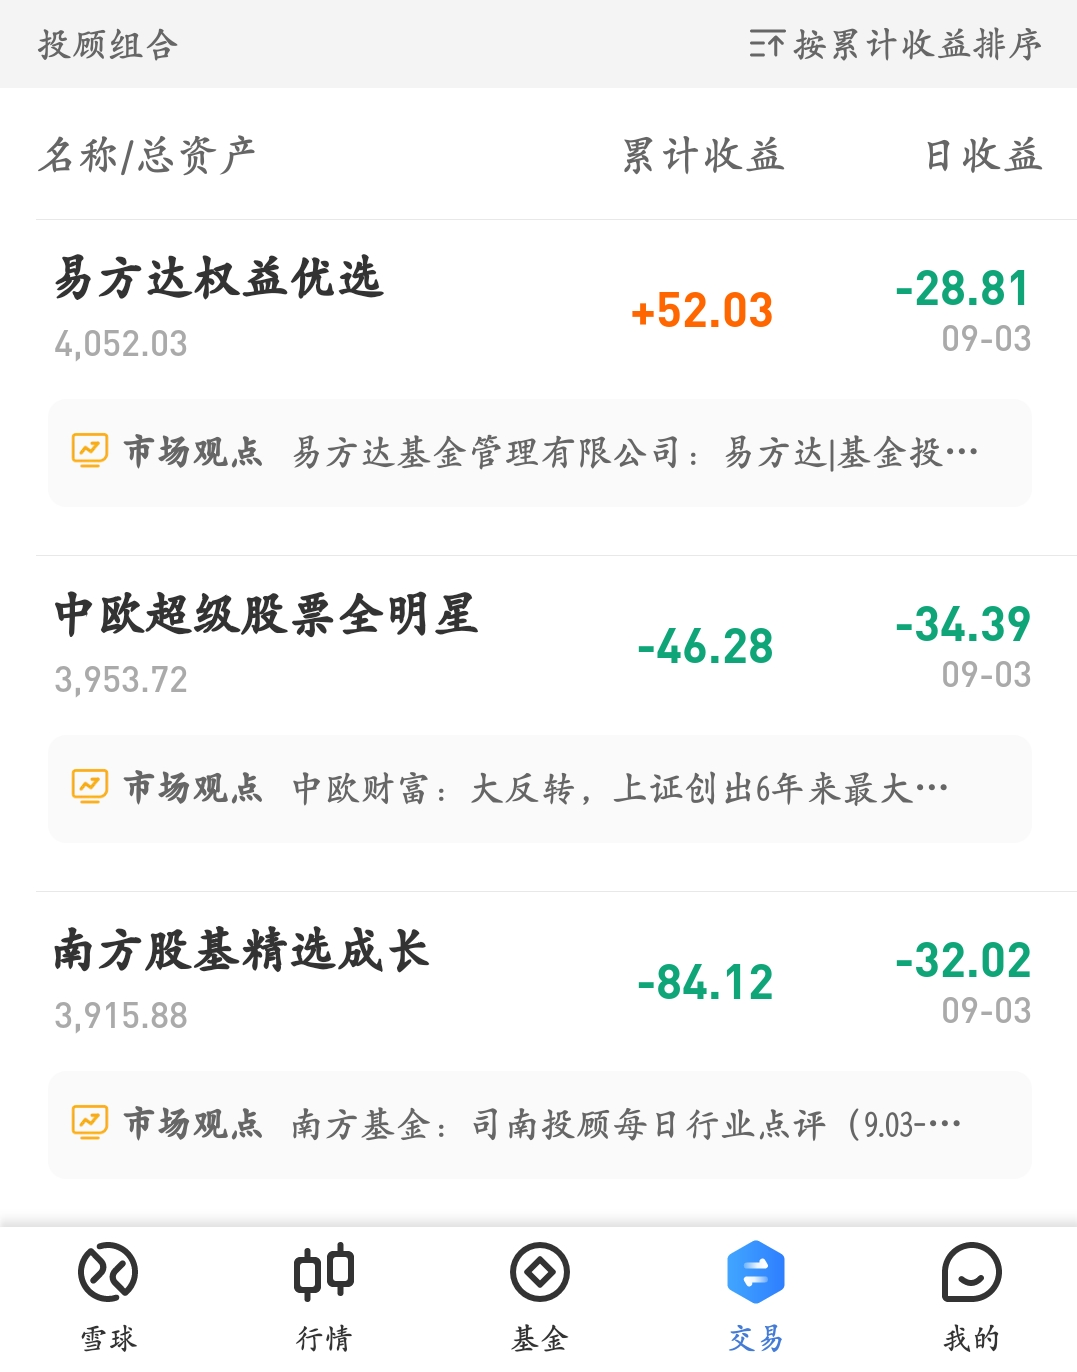 投顾组合 按累计收益排序
名称/总资产 累计收益 日收益
易方达权益优选
4,052.03
+52.03
-28.81
09-03
市场观点 易方达基金管理有限公司：易方达|基金投···
中欧超级股票全明星
3,953.72
-46.28
-34.39
09-03
市场观点 中欧财富：大反转，上证创出6年来最大···
南方股基精选成长
3,915.88
-84.12
-32.02
09-03
市场观点 南方基金：司南投顾每日行业点评（9.03-···
雪球 行情 基金 交易 我的